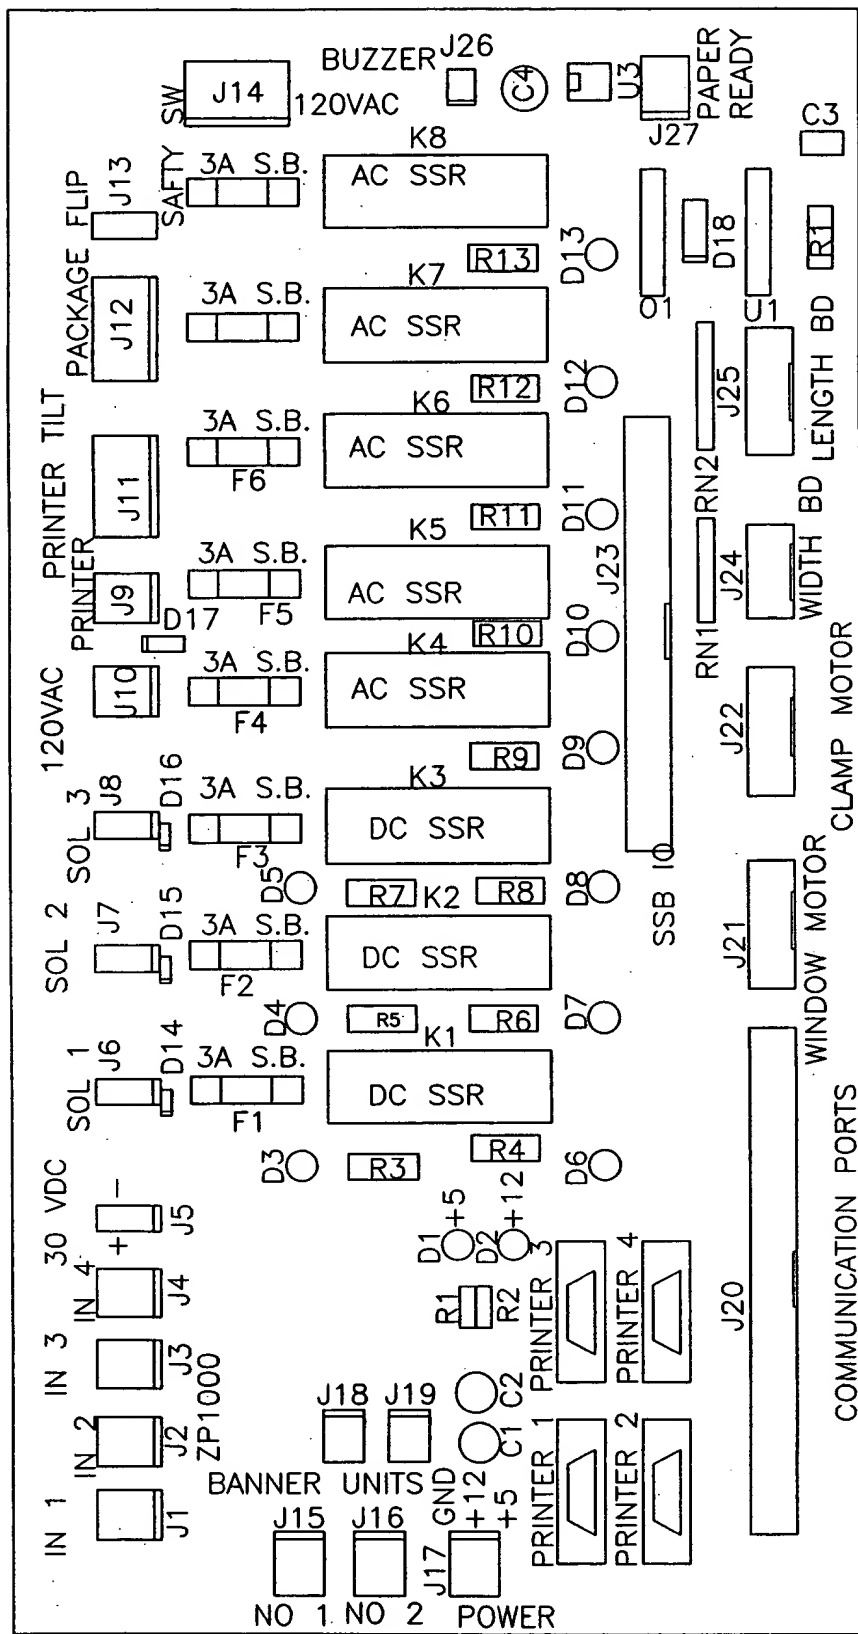 BUZZER
J26
SW
J14
120VAC
C4
U3
J27
PAPER
READY
C3
PACKAGE FLIP
J13
SAFTY
3A S.B.
K8
AC SSR
R13
D13
O1
D18
U1
R1
J12
3A S.B.
K7
AC SSR
R12
D12
J25
LENGTH BD
PRINTER TILT
J11
3A S.B.
F6
K6
AC SSR
R11
D11
J23
RN2
PRINTER
J9
D17
3A S.B.
F5
K5
AC SSR
R10
D10
RN1
J24
WIDTH BD
120VAC
J10
3A S.B.
F4
K4
AC SSR
R9
D9
J22
CLAMP MOTOR
SOL 3
J8
D16
3A S.B.
F3
K3
DC SSR
D5
R7
R8
D8
SSB IO
SOL 2
J7
D15
3A S.B.
F2
K2
DC SSR
D4
R5
R6
D7
J21
WINDOW MOTOR
SOL 1
J6
D14
3A S.B.
F1
K1
DC SSR
D3
R3
R4
D6
30 VDC
+ -
J5
D1
+5
D2
+12
IN 4
J4
R1
R2
PRINTER 3
PRINTER 4
J20
COMMUNICATION PORTS
IN 3
J3
ZP1000
IN 2
J2
J18
J19
C2
C1
BANNER UNITS
IN 1
J1
J15
J16
J17
GND
+12
+5
PRINTER 1
PRINTER 2
NO 1
NO 2
POWER